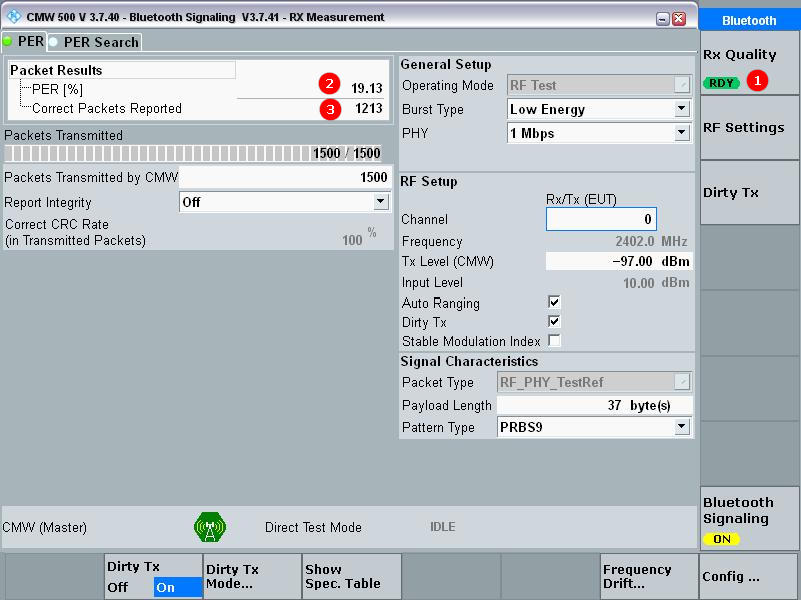 CMW 500 V 3.7.40 - Bluetooth Signaling  V3.7.41 - RX Measurement
PER
PER Search
Packet Results
PER [%] 2 19.13
Correct Packets Reported 3 1213
Packets Transmitted
1500 / 1500
Packets Transmitted by CMW 1500
Report Integrity Off
Correct CRC Rate
(in Transmitted Packets) 100 %
General Setup
Operating Mode RF Test
Burst Type Low Energy
PHY 1 Mbps
RF Setup
Rx/Tx (EUT)
Channel 0
Frequency 2402.0 MHz
Tx Level (CMW) −97.00 dBm
Input Level 10.00 dBm
Auto Ranging
Dirty Tx
Stable Modulation Index
Signal Characteristics
Packet Type RF_PHY_TestRef
Payload Length 37 byte(s)
Pattern Type PRBS9
CMW (Master) Direct Test Mode IDLE
Bluetooth
Rx Quality
RDY 1
RF Settings
Dirty Tx
Bluetooth
Signaling
ON
Dirty Tx
Off On
Dirty Tx
Mode...
Show
Spec. Table
Frequency
Drift...
Config ...